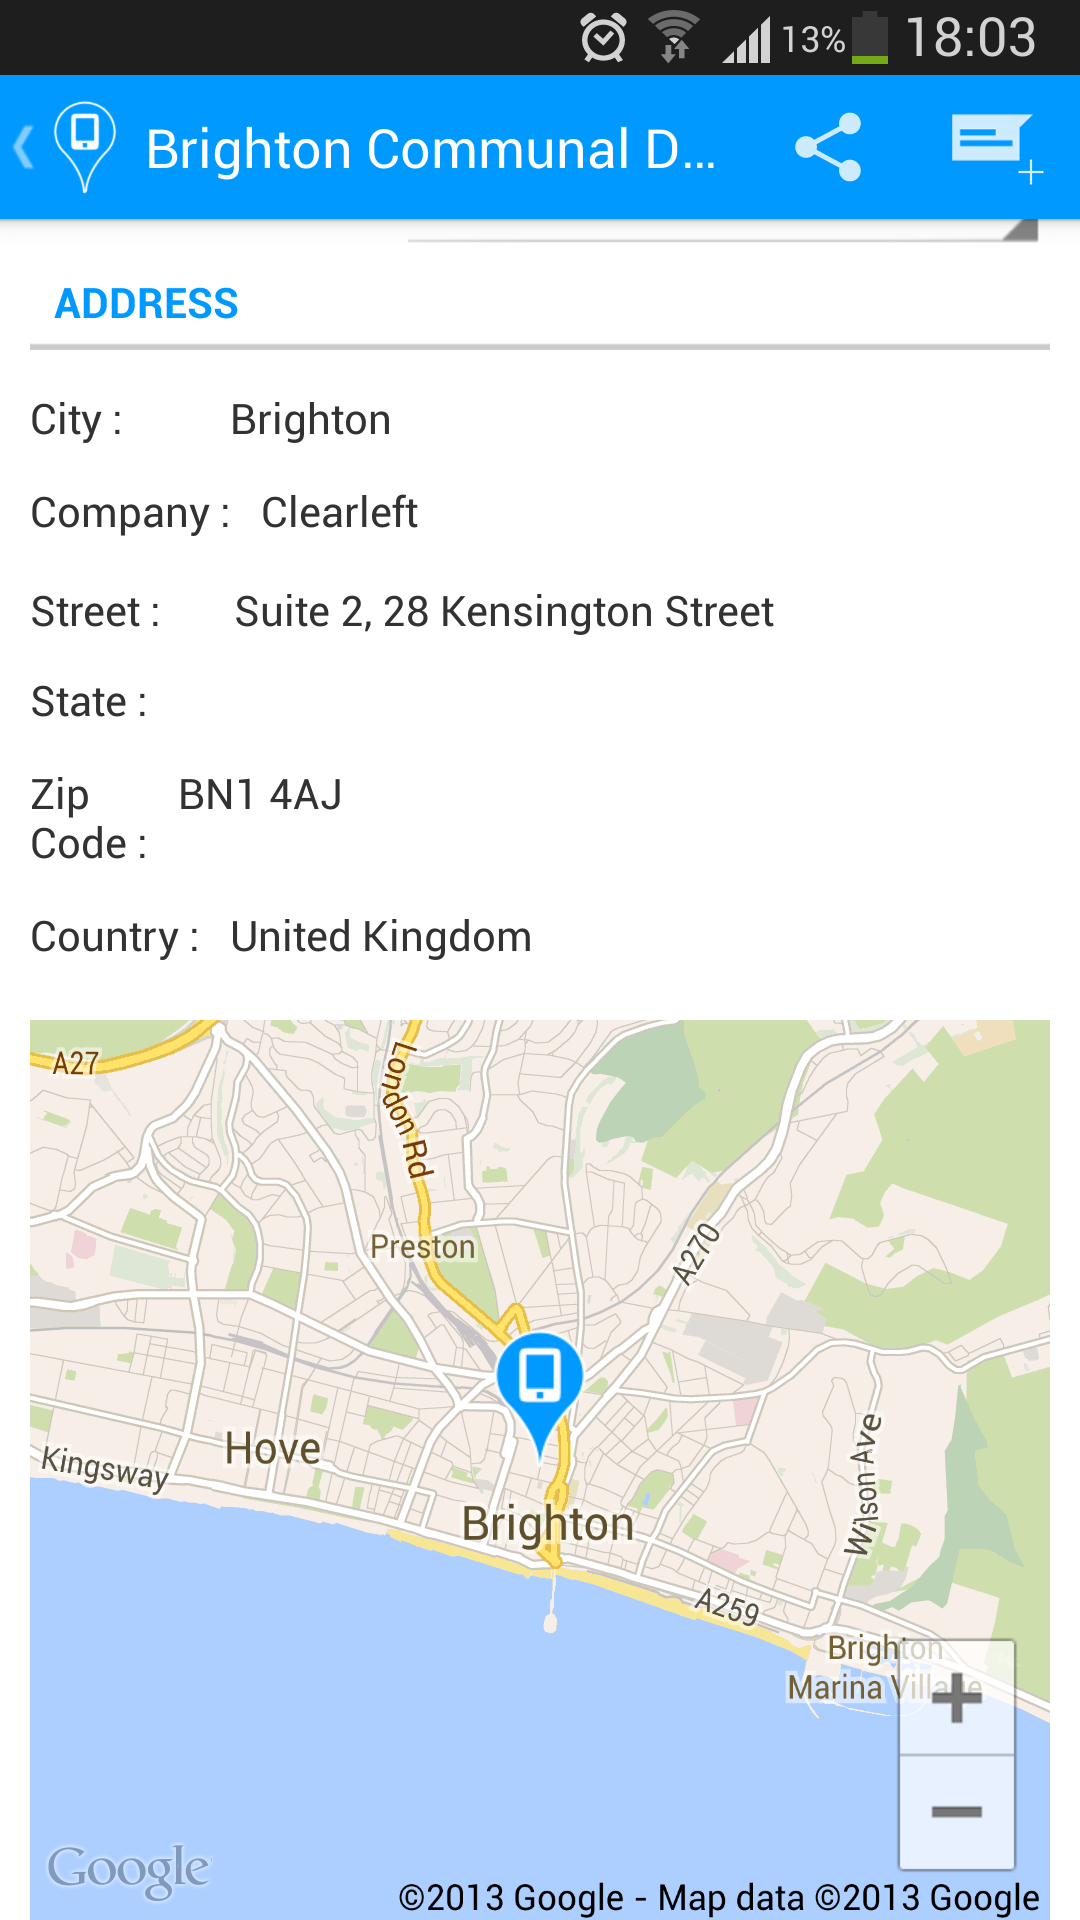 13% 18:03
Brighton Communal D...
ADDRESS
City : Brighton
Company : Clearleft
Street : Suite 2, 28 Kensington Street
State :
Zip Code : BN1 4AJ
Country : United Kingdom
A27
London Rd
Preston
A270
Hove
Kingsway
Wilson Ave
Brighton
A259
Brighton
Marina Village
+
−
Google
©2013 Google - Map data ©2013 Google